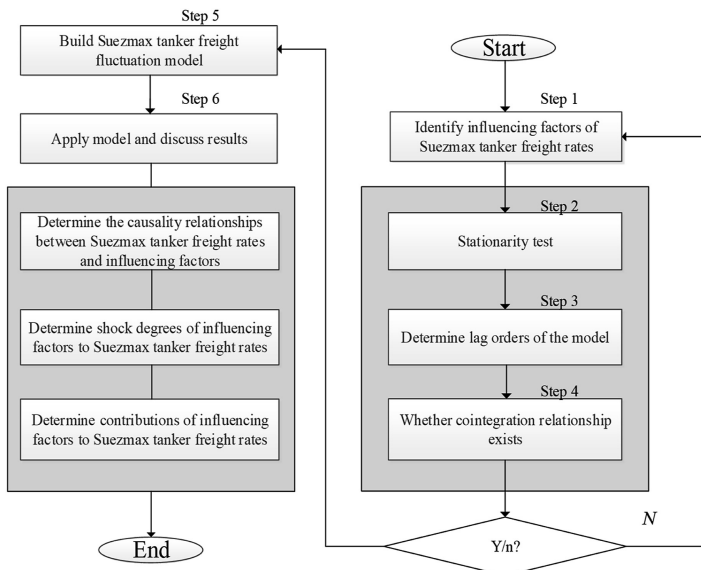 Start
Step 1
Identify influencing factors of
Suezmax tanker freight rates
Step 2
Stationarity test
Step 3
Determine lag orders of the model
Step 4
Whether cointegration relationship
exists
Y/n?
N
Step 5
Build Suezmax tanker freight
fluctuation model
Step 6
Apply model and discuss results
Determine the causality relationships
between Suezmax tanker freight rates
and influencing factors
Determine shock degrees of influencing
factors to Suezmax tanker freight rates
Determine contributions of influencing
factors to Suezmax tanker freight rates
End